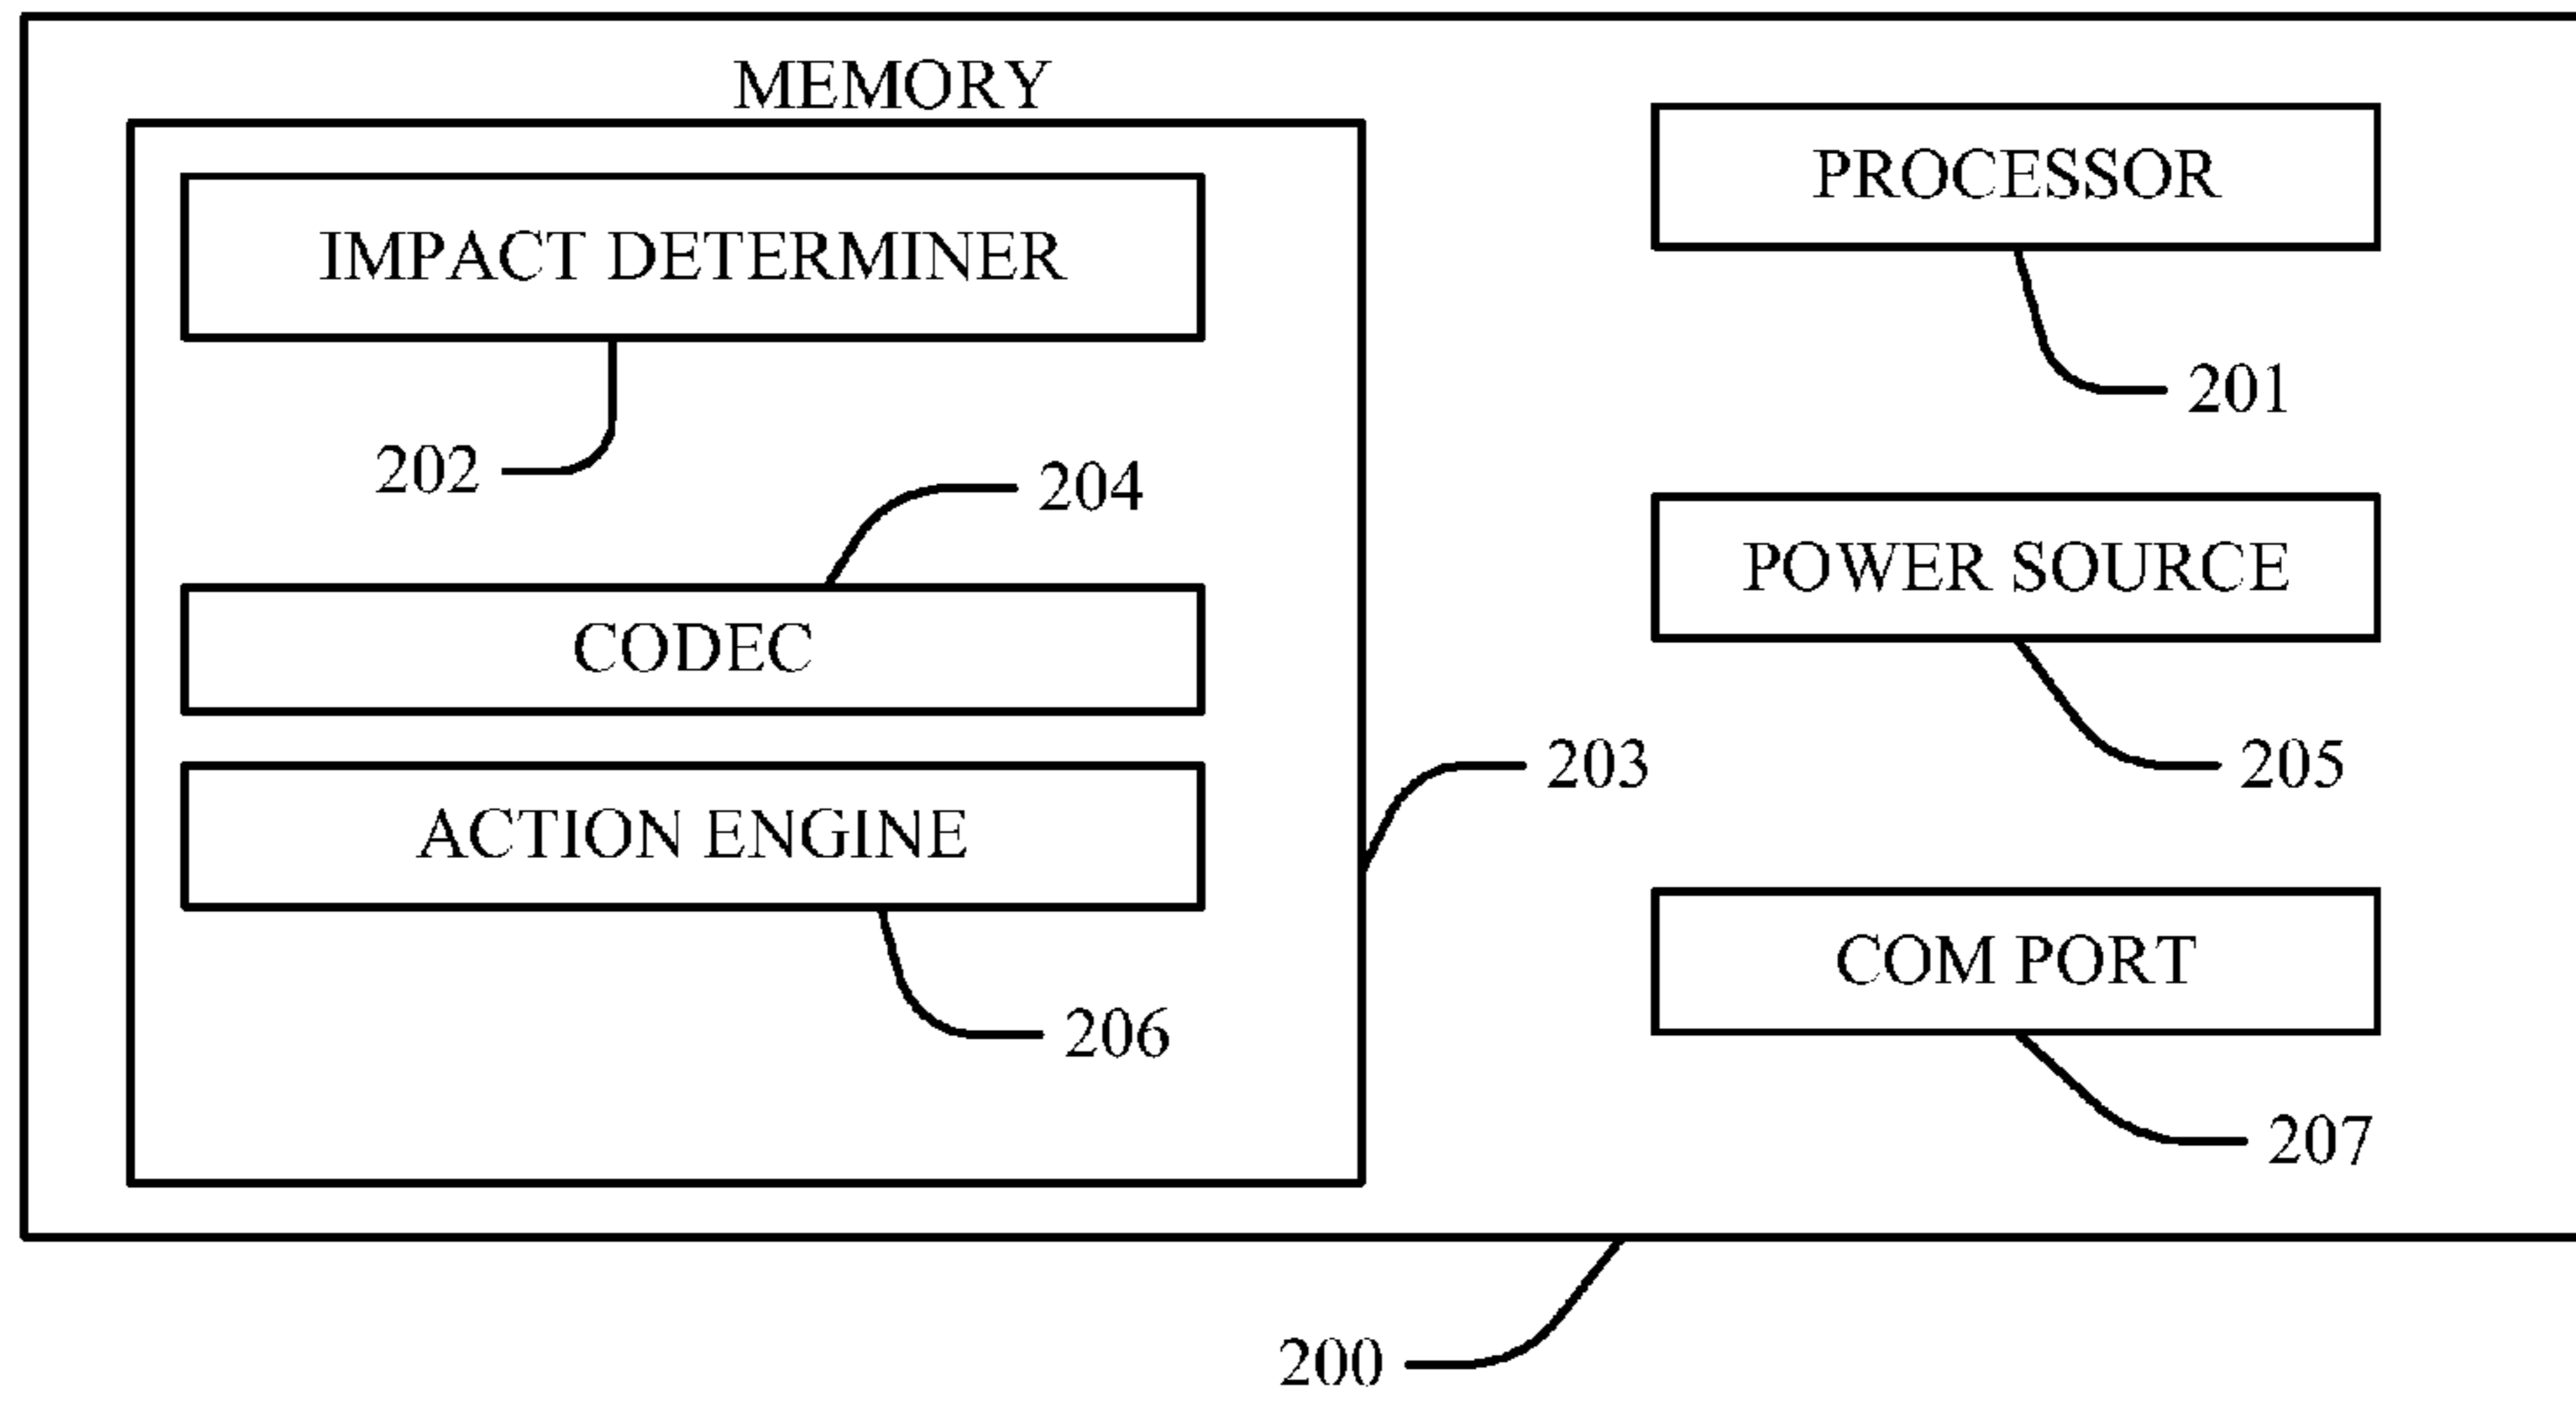 MEMORY
IMPACT DETERMINER
202
204
CODEC
ACTION ENGINE
206
203
PROCESSOR
201
POWER SOURCE
205
COM PORT
207
200